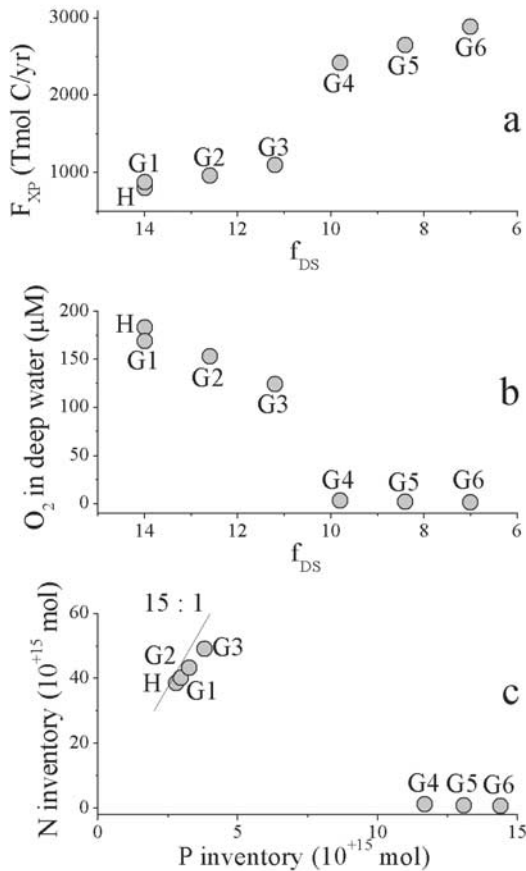 3000
2000
1000
F_XP (Tmol C/yr)
G1
H
G2
G3
G4
G5
G6
a
14 12 10 8 6
f_DS
200
150
100
50
0
O_2 in deep water (µM)
H
G1
G2
G3
G4
G5
G6
b
14 12 10 8 6
f_DS
60
40
20
0
N inventory (10^+15 mol)
15 : 1
G2
G3
H
G1
G4 G5 G6
c
0 5 10 15
P inventory (10^+15 mol)